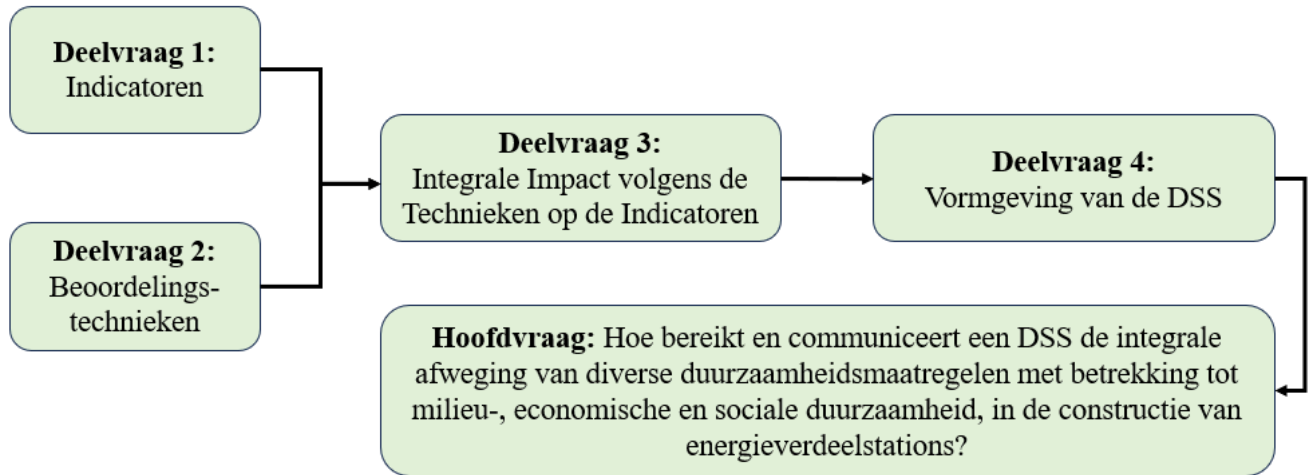 Deelvraag 1:
Indicatoren
Deelvraag 2:
Beoordelings-
technieken
Deelvraag 3:
Integrale Impact volgens de
Technieken op de Indicatoren
Deelvraag 4:
Vormgeving van de DSS
Hoofdvraag: Hoe bereikt en communiceert een DSS de integrale
afweging van diverse duurzaamheidsmaatregelen met betrekking tot
milieu-, economische en sociale duurzaamheid, in de constructie van
energieverdeelstations?